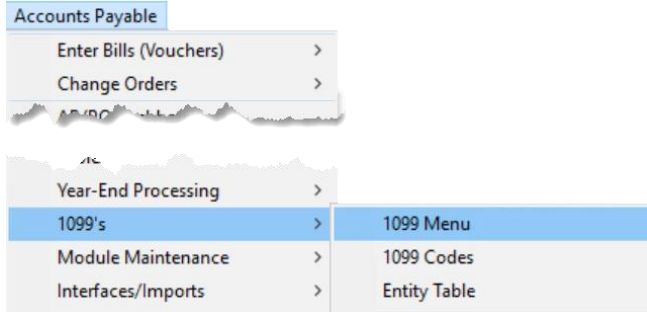 Accounts Payable
Enter Bills (Vouchers)
Change Orders
Year-End Processing
1099's
1099 Menu
Module Maintenance
1099 Codes
Interfaces/Imports
Entity Table